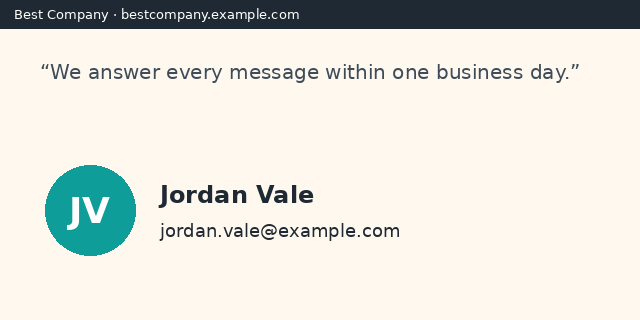 Best Company · bestcompany.example.com
“We answer every message within one business day.”
JV
Jordan Vale
jordan.vale@example.com